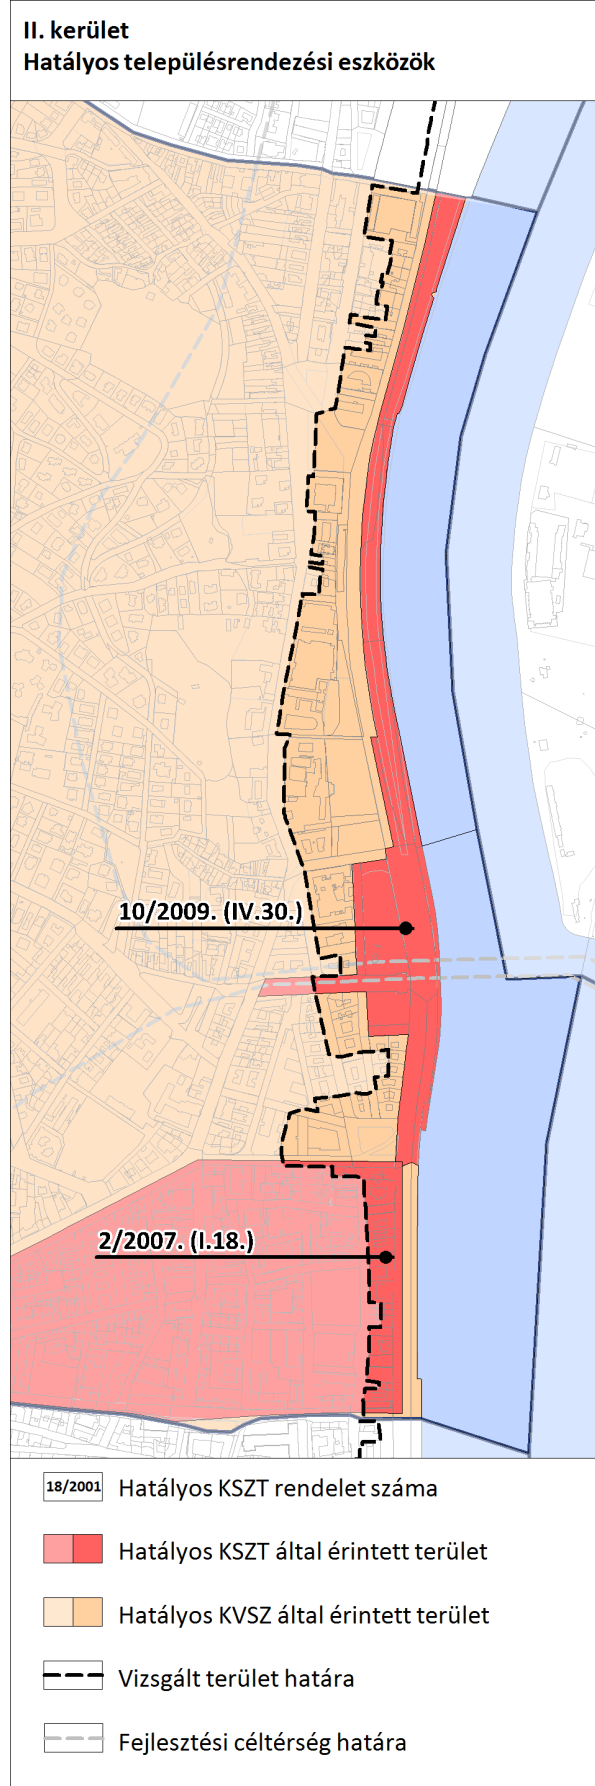 II. kerület
Hatályos településrendezési eszközök
10/2009. (IV.30.)
2/2007. (I.18.)
18/2001 Hatályos KSZT rendelet száma
Hatályos KSZT által érintett terület
Hatályos KVSZ által érintett terület
Vizsgált terület határa
Fejlesztési céltérség határa